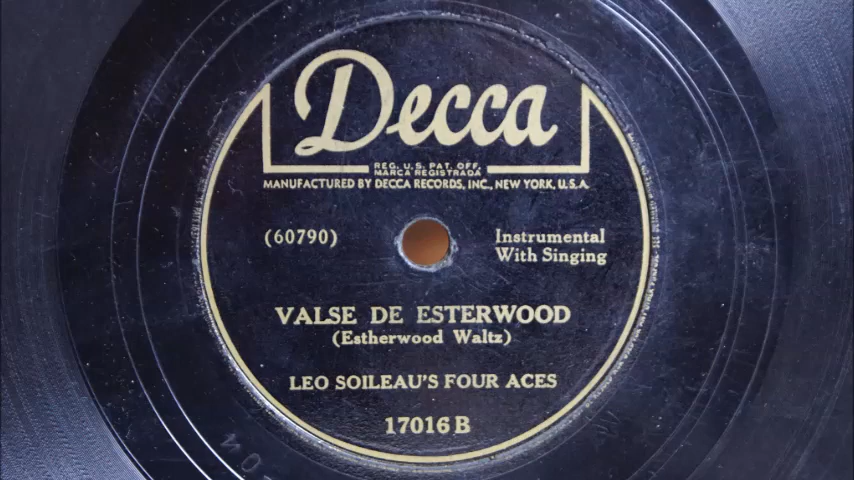 Decca
REG. U.S. PAT. OFF.
MARCA REGISTRADA
MANUFACTURED BY DECCA RECORDS, INC., NEW YORK, U.S.A.
(60790)
Instrumental
With Singing
VALSE DE ESTERWOOD
(Estherwood Waltz)
LEO SOILEAU'S FOUR ACES
17016 B